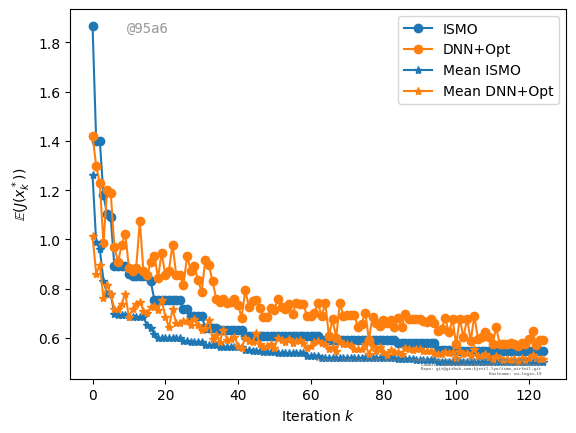 @95a6
ISMO
DNN+Opt
Mean ISMO
Mean DNN+Opt
1.8
1.6
1.4
1.2
1.0
0.8
0.6
𝔼(J(x*k))
0 20 40 60 80 100 120
Iteration k